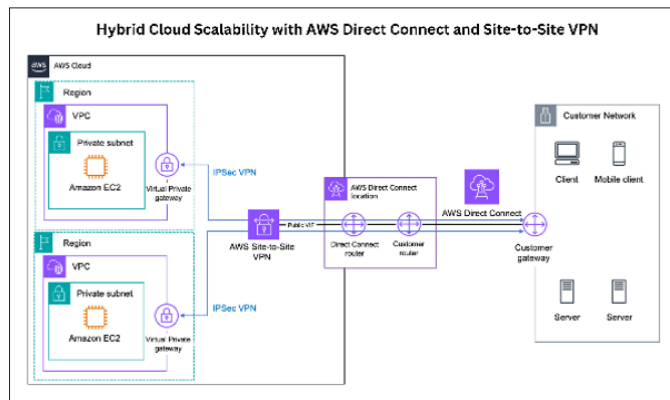 Hybrid Cloud Scalability with AWS Direct Connect and Site-to-Site VPN
aws
AWS Cloud
Region
VPC
Private subnet
Amazon EC2
Virtual Private
gateway
IPSec VPN
Region
VPC
Private subnet
Amazon EC2
Virtual Private
gateway
IPSec VPN
AWS Site-to-Site
VPN
Public VIF
AWS Direct Connect
location
Direct Connect
router
Customer
router
AWS Direct Connect
Customer
gateway
Customer Network
Client
Mobile client
Server
Server